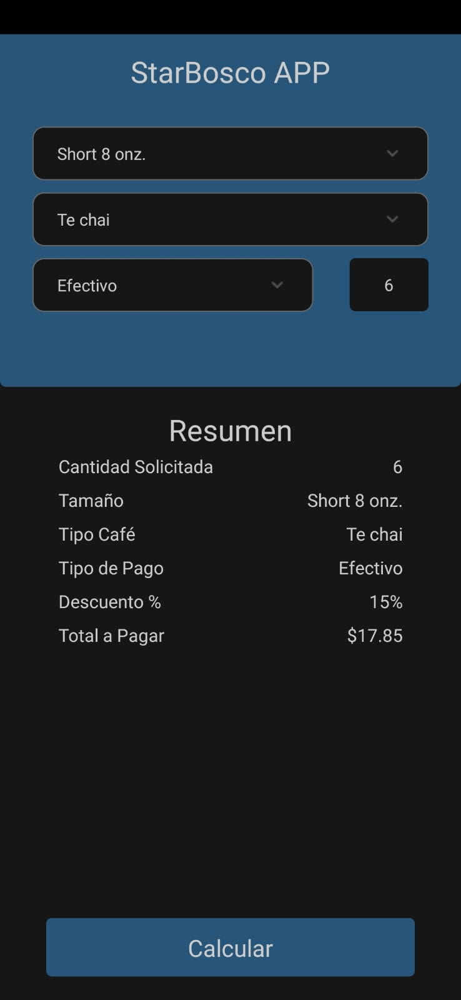 StarBosco APP
Short 8 onz.
Te chai
Efectivo 6
Resumen
Cantidad Solicitada 6
Tamaño Short 8 onz.
Tipo Café Te chai
Tipo de Pago Efectivo
Descuento % 15%
Total a Pagar $17.85
Calcular